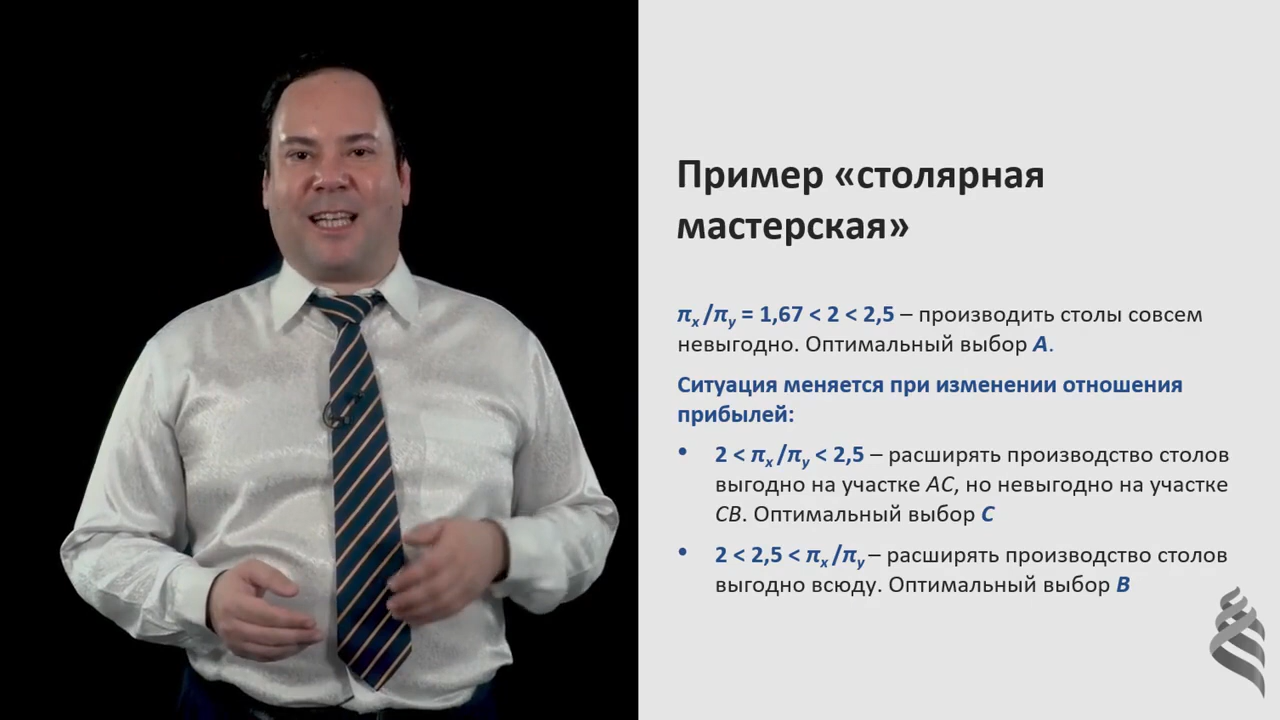 Пример «столярная
мастерская»
πx/πy = 1,67 < 2 < 2,5 – производить столы совсем
невыгодно. Оптимальный выбор A.
Ситуация меняется при изменении отношения
прибылей:
• 2 < πx/πy < 2,5 – расширять производство столов
выгодно на участке AC, но невыгодно на участке
CB. Оптимальный выбор C
• 2 < 2,5 < πx/πy – расширять производство столов
выгодно всюду. Оптимальный выбор B